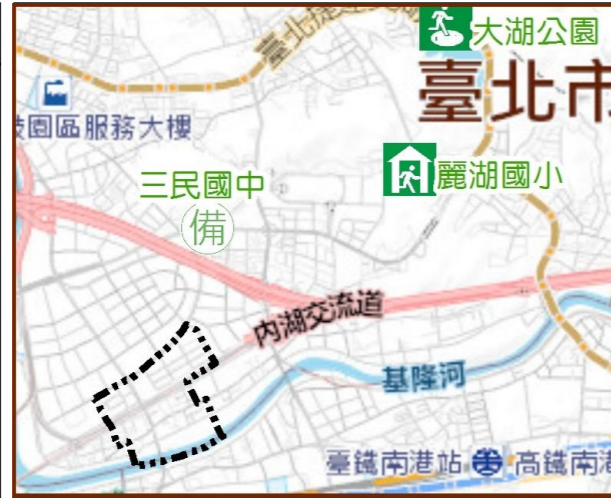 大湖公園
臺北市
園區服務大樓
麗湖國小
三民國中
備
內湖交流道
基隆河
臺鐵南港站
高鐵南港